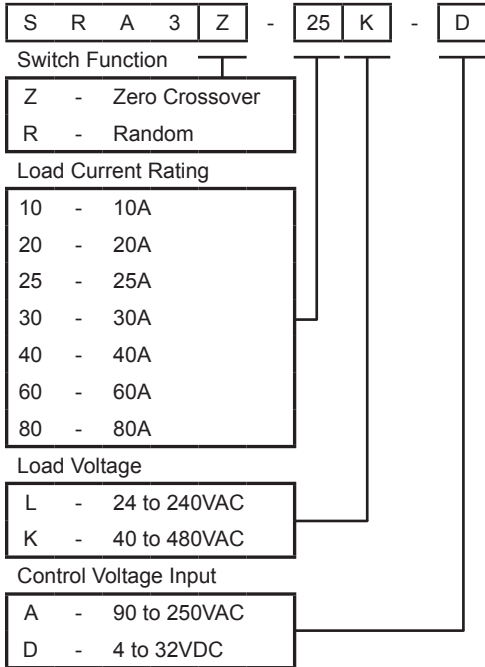 S R A 3 Z - 25 K - D
Switch Function
Z - Zero Crossover
R - Random
Load Current Rating
10 - 10A
20 - 20A
25 - 25A
30 - 30A
40 - 40A
60 - 60A
80 - 80A
Load Voltage
L - 24 to 240VAC
K - 40 to 480VAC
Control Voltage Input
A - 90 to 250VAC
D - 4 to 32VDC